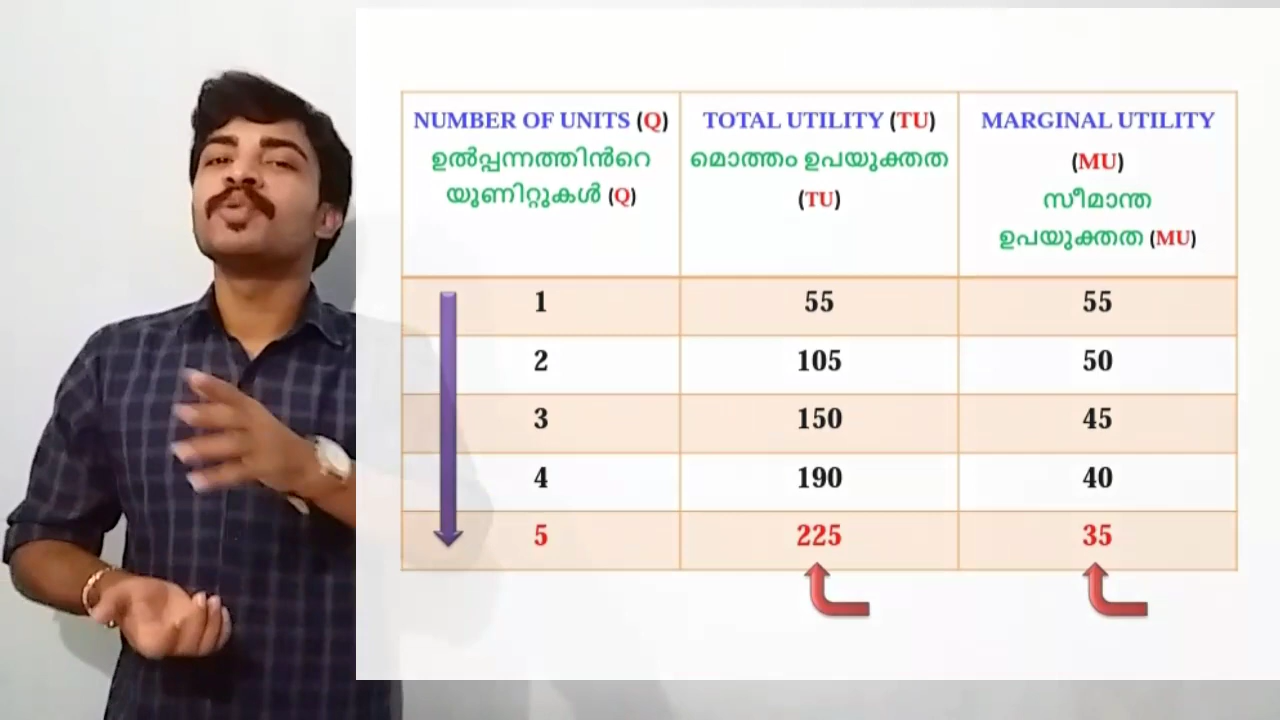 NUMBER OF UNITS (Q)
ഉൽപ്പന്നത്തിൻറെ
യൂണിറ്റുകൾ (Q)
TOTAL UTILITY (TU)
മൊത്തം ഉപയുക്തത
(TU)
MARGINAL UTILITY
(MU)
സീമാന്ത
ഉപയുക്തത (MU)
1 55 55
2 105 50
3 150 45
4 190 40
5 225 35